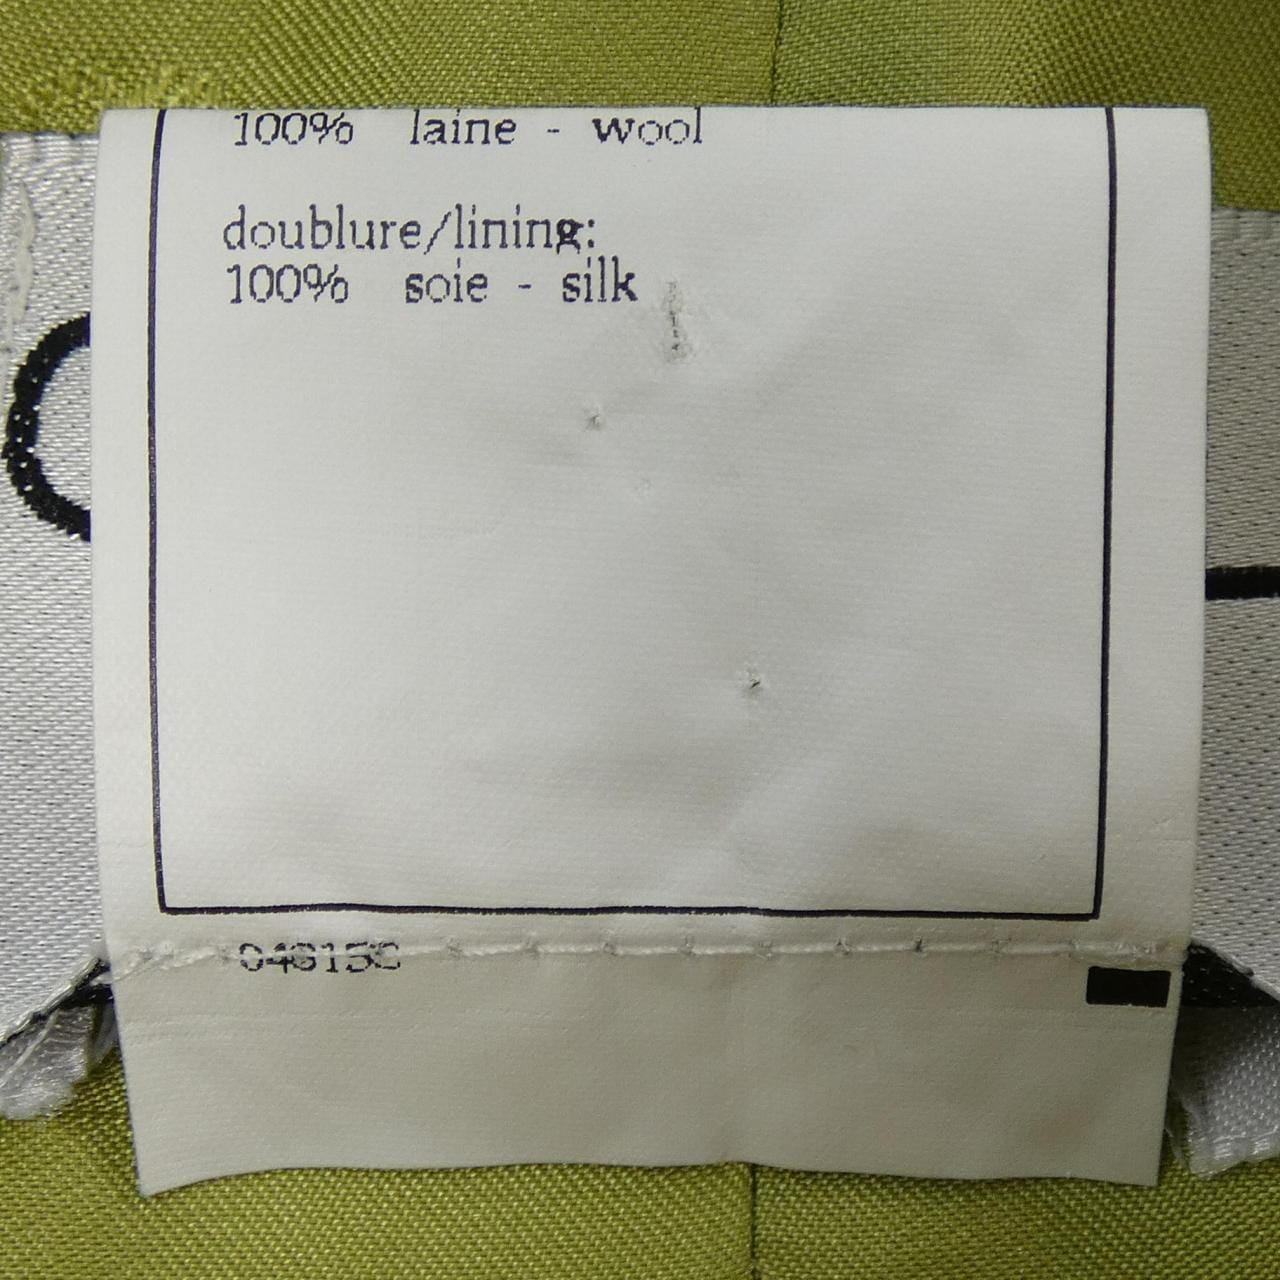 100% laine - wool
doublure/lining:
100% soie - silk